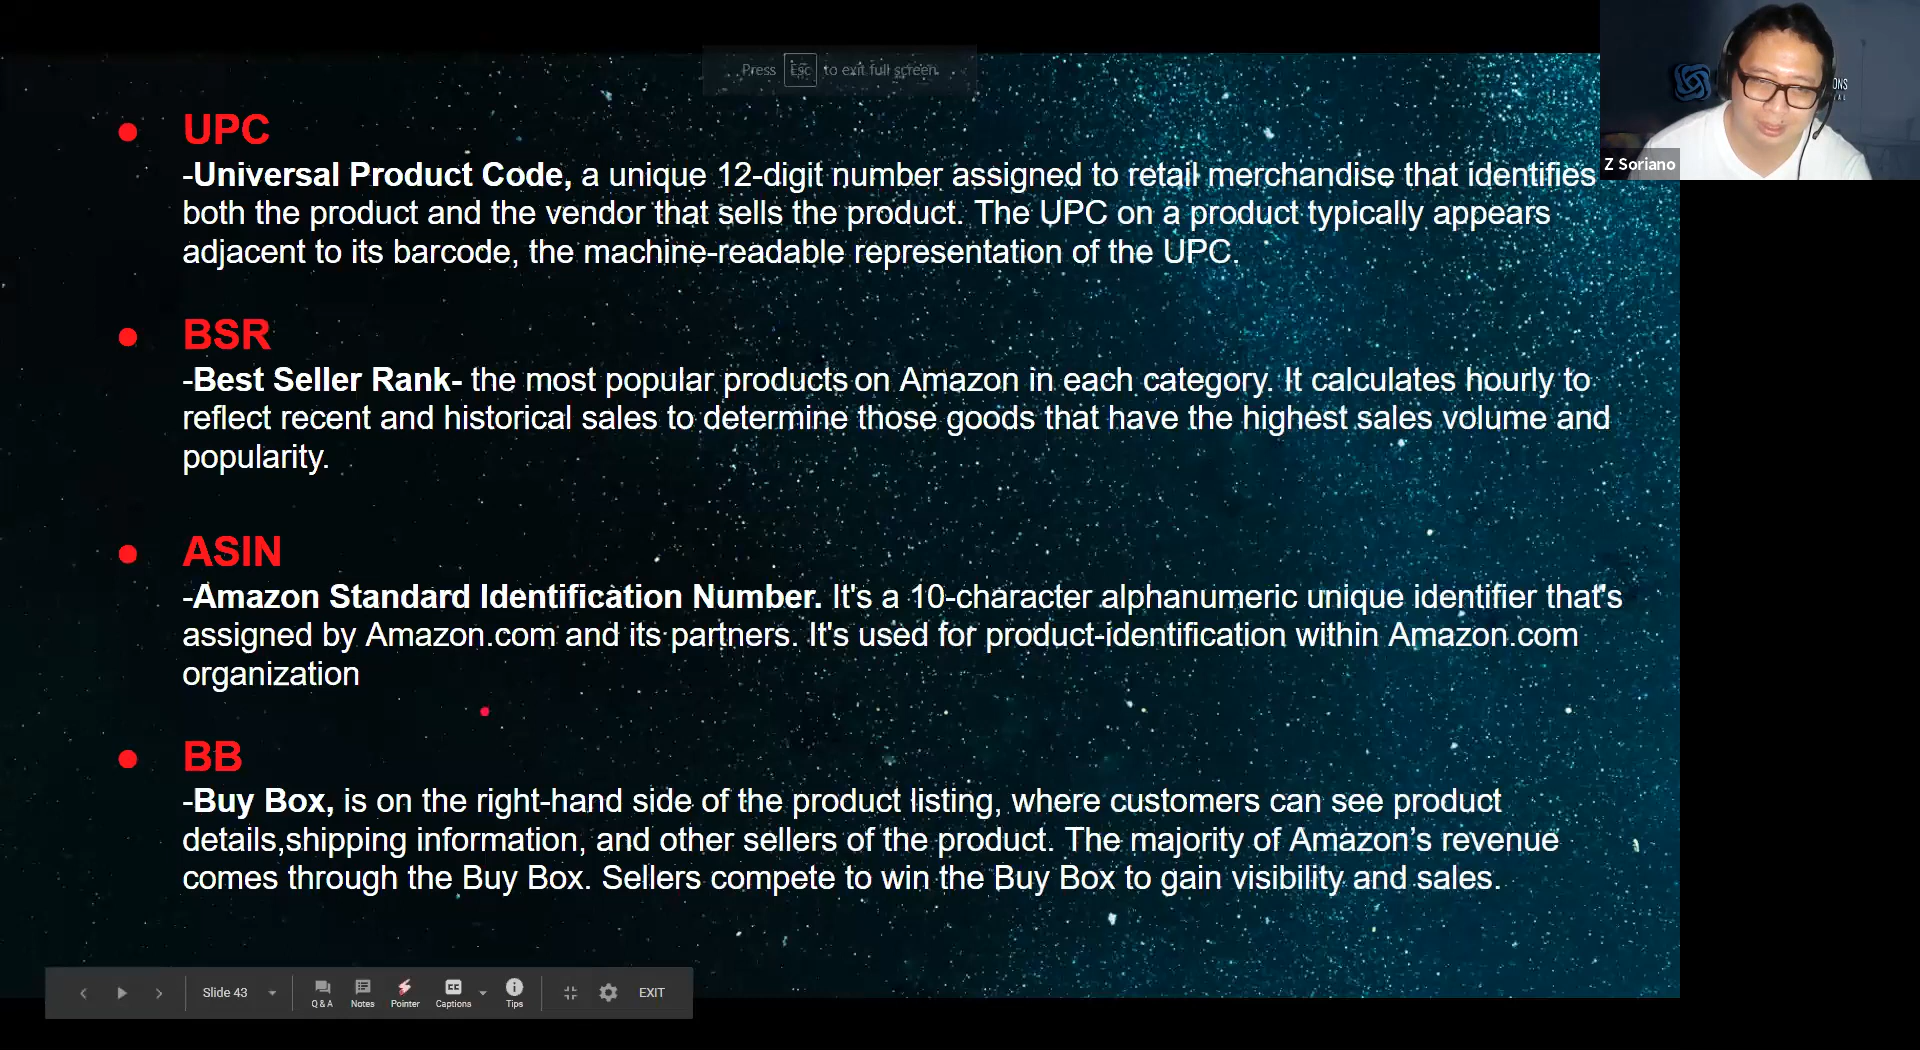 Press Esc to exit full screen
UPC
-Universal Product Code, a unique 12-digit number assigned to retail merchandise that identifies
both the product and the vendor that sells the product. The UPC on a product typically appears
adjacent to its barcode, the machine-readable representation of the UPC.
BSR
-Best Seller Rank- the most popular products on Amazon in each category. It calculates hourly to
reflect recent and historical sales to determine those goods that have the highest sales volume and
popularity.
ASIN
-Amazon Standard Identification Number. It's a 10-character alphanumeric unique identifier that's
assigned by Amazon.com and its partners. It's used for product-identification within Amazon.com
organization
BB
-Buy Box, is on the right-hand side of the product listing, where customers can see product
details,shipping information, and other sellers of the product. The majority of Amazon’s revenue
comes through the Buy Box. Sellers compete to win the Buy Box to gain visibility and sales.
Z Soriano
Slide 43
Q & A
Notes
Pointer
CC
Captions
Tips
EXIT